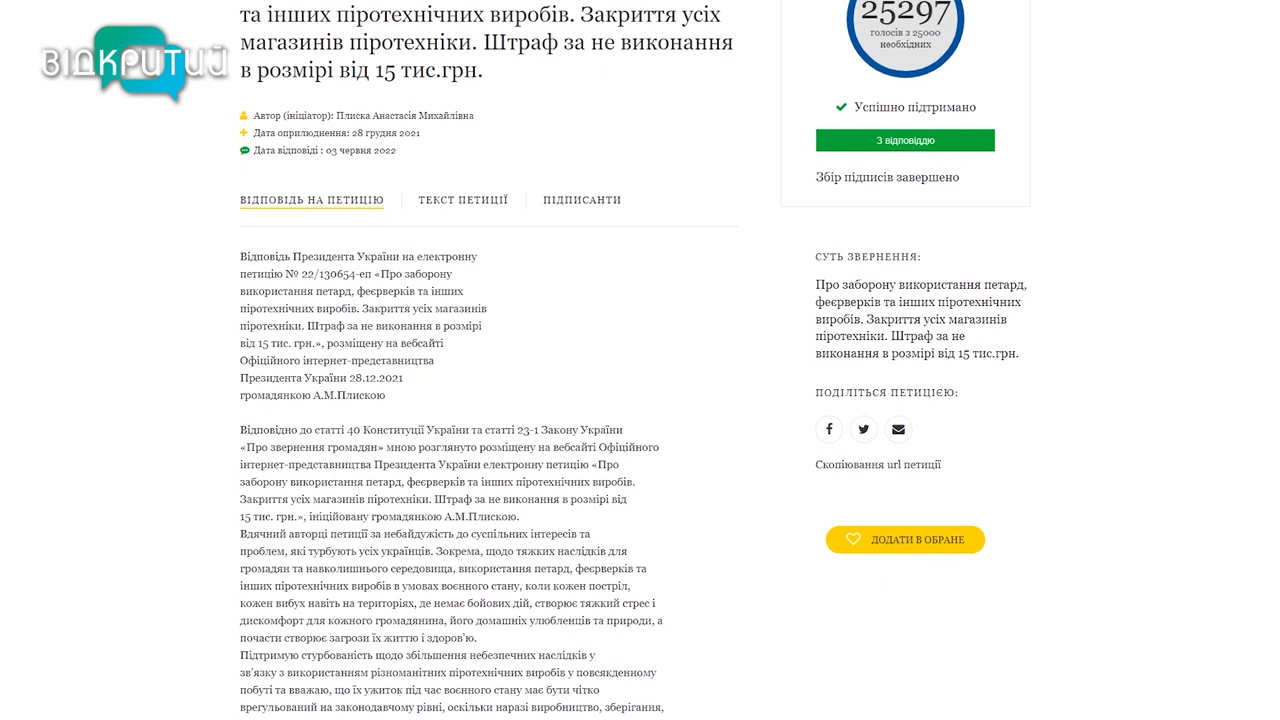 та інших піротехнічних виробів. Закриття усіх
магазинів піротехніки. Штраф за не виконання
в розмірі від 15 тис.грн.
ВІДКРИТИЙ
Автор (ініціатор): Плиска Анастасія Михайлівна
Дата оприлюднення: 28 грудня 2021
Дата відповіді : 03 червня 2022
ВІДПОВІДЬ НА ПЕТИЦІЮ
ТЕКСТ ПЕТИЦІЇ
ПІДПИСАНТИ
Відповідь Президента України на електронну
петицію № 22/130654-еп «Про заборону
використання петард, феєрверків та інших
піротехнічних виробів. Закриття усіх магазинів
піротехніки. Штраф за не виконання в розмірі
від 15 тис. грн.», розміщену на вебсайті
Офіційного інтернет-представництва
Президента України 28.12.2021
громадянкою А.М.Плискою
Відповідно до статті 40 Конституції України та статті 23-1 Закону України
«Про звернення громадян» мною розглянуто розміщену на вебсайті Офіційного
інтернет-представництва Президента України електронну петицію «Про
заборону використання петард, феєрверків та інших піротехнічних виробів.
Закриття усіх магазинів піротехніки. Штраф за не виконання в розмірі від
15 тис. грн.», ініційовану громадянкою А.М.Плискою.
Вдячний авторці петиції за небайдужість до суспільних інтересів та
проблем, які турбують усіх українців. Зокрема, щодо тяжких наслідків для
громадян та навколишнього середовища, використання петард, феєрверків та
інших піротехнічних виробів в умовах воєнного стану, коли кожен постріл,
кожен вибух навіть на територіях, де немає бойових дій, створює тяжкий стрес і
дискомфорт для кожного громадянина, його домашніх улюбленців та природи, а
почасти створює загрози їх життю і здоров’ю.
Підтримую стурбованість щодо збільшення небезпечних наслідків у
зв’язку з використанням різноманітних піротехнічних виробів у повсякденному
побуті та вважаю, що їх ужиток під час воєнного стану має бути чітко
врегульований на законодавчому рівні, оскільки наразі виробництво, зберігання,
25297
голосів з 25000
необхідних
Успішно підтримано
З відповіддю
Збір підписів завершено
СУТЬ ЗВЕРНЕННЯ:
Про заборону використання петард,
феєрверків та інших піротехнічних
виробів. Закриття усіх магазинів
піротехніки. Штраф за не
виконання в розмірі від 15 тис.грн.
ПОДІЛІТЬСЯ ПЕТИЦІЄЮ:
Скопіювання url петиції
ДОДАТИ В ОБРАНЕ